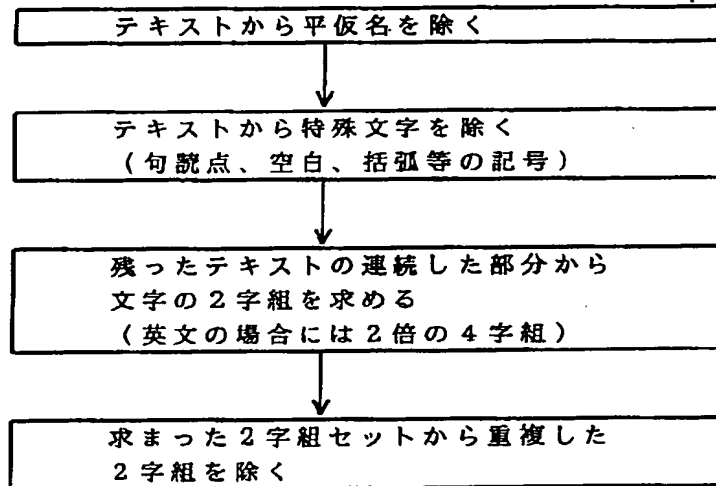 テキストから平仮名を除く
テキストから特殊文字を除く
(句読点、空白、括弧等の記号)
残ったテキストの連続した部分から
文字の2字組を求める
(英文の場合には2倍の4字組)
求まった2字組セットから重複した
2字組を除く